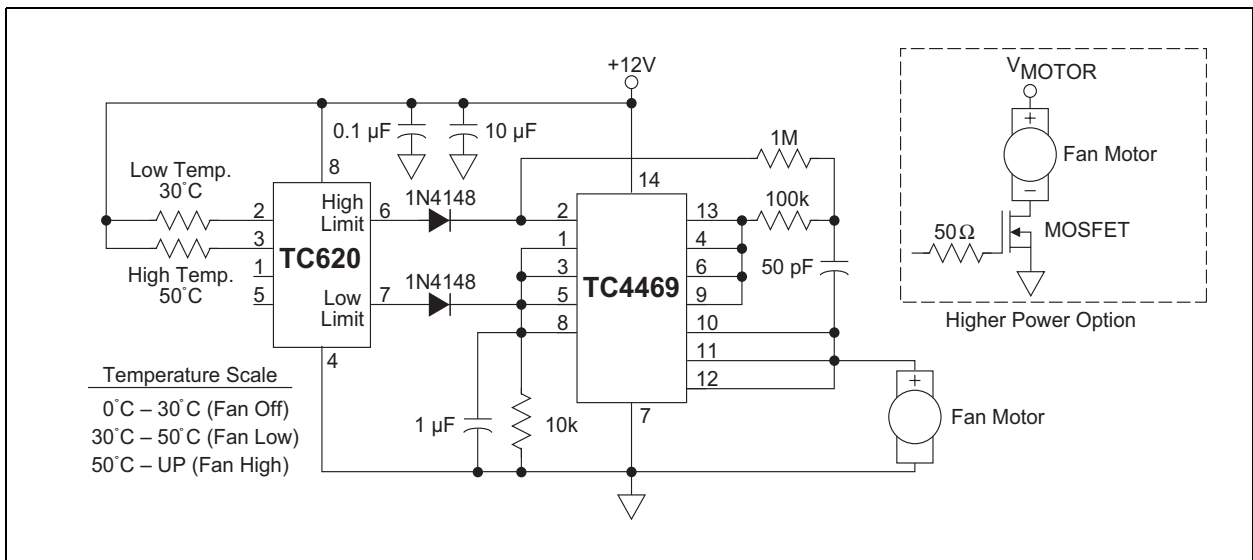 +12V
0.1 µF
10 µF
Low Temp.
30°C
8
High
Limit
2
3
1
5
TC620
6
7
Low
Limit
4
High Temp.
50°C
1N4148
1N4148
14
2
1
3
5
8
TC4469
13
4
6
9
10
11
12
7
1M
100k
50 pF
1 µF
10k
+
Fan Motor
Temperature Scale
0°C – 30°C (Fan Off)
30°C – 50°C (Fan Low)
50°C – UP (Fan High)
VMOTOR
+
Fan Motor
–
50Ω
MOSFET
Higher Power Option